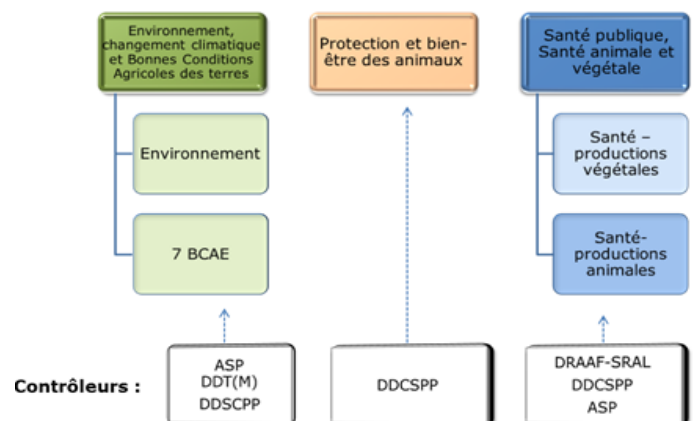 Environnement,
changement climatique
et Bonnes Conditions
Agricoles des terres
Protection et bien-
être des animaux
Santé publique,
Santé animale et
végétale
Environnement
7 BCAE
Santé –
productions
végétales
Santé-
productions
animales
Contrôleurs :
ASP
DDT(M)
DDSCPP
DDCSPP
DRAAF-SRAL
DDCSPP
ASP